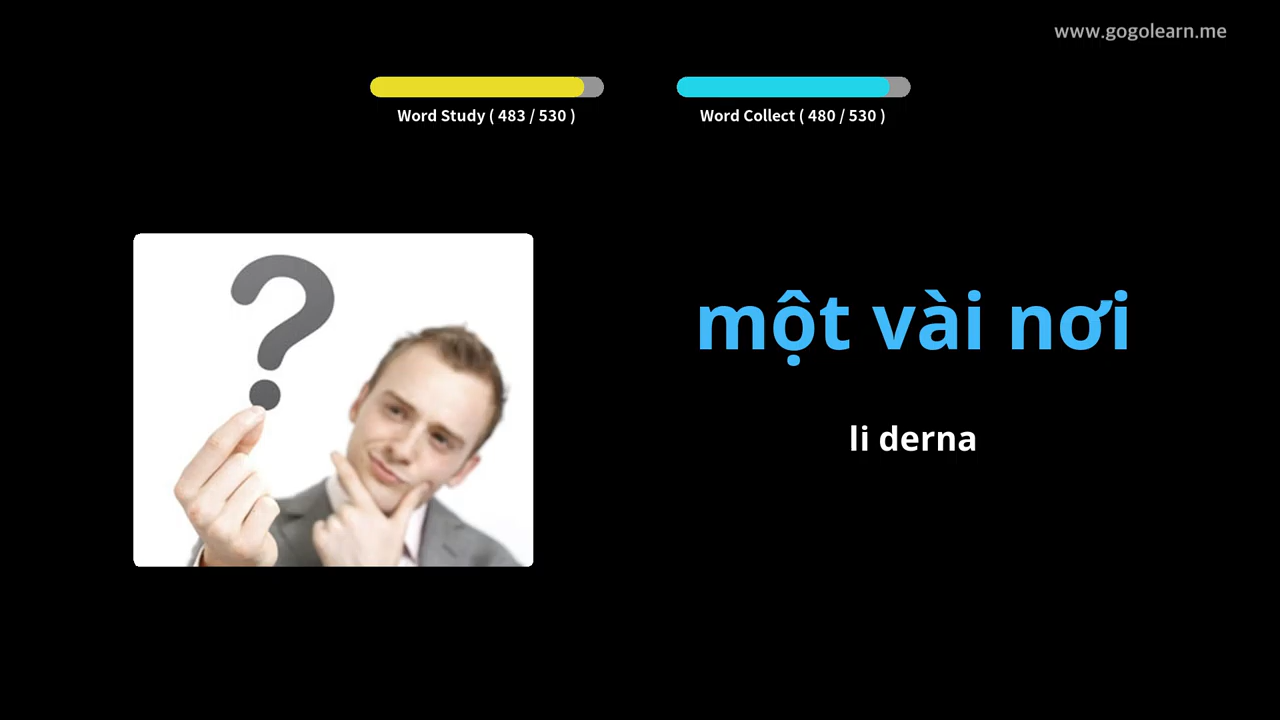 www.gogolearn.me
Word Study ( 483 / 530 )
Word Collect ( 480 / 530 )
một vài nơi
li derna